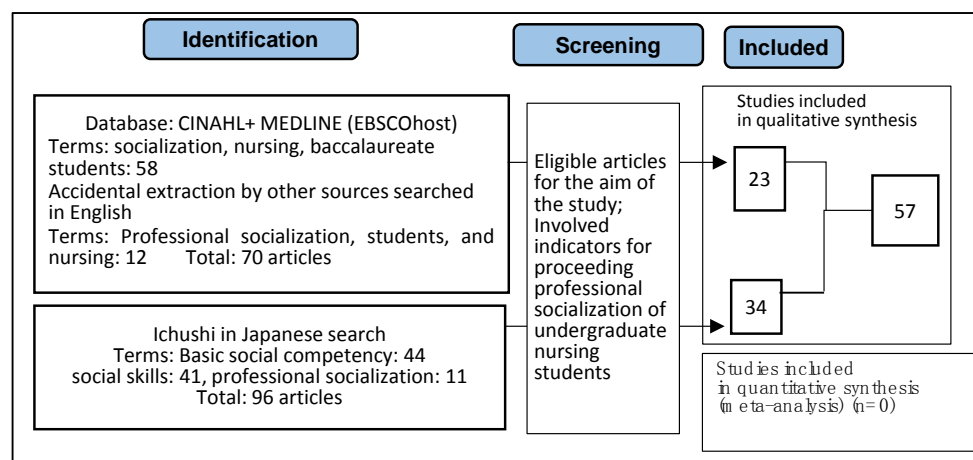 Identification
Screening
Included
Database: CINAHL+ MEDLINE (EBSCOhost)
Terms: socialization, nursing, baccalaureate
students: 58
Accidental extraction by other sources searched
in English
Terms: Professional socialization, students, and
nursing: 12 Total: 70 articles
Ichushi in Japanese search
Terms: Basic social competency: 44
social skills: 41, professional socialization: 11
Total: 96 articles
Eligible articles
for the aim of
the study;
Involved
indicators for
proceeding
professional
socialization of
undergraduate
nursing
students
Studies included
in qualitative synthesis
23
57
34
Studies included
in quantitative synthesis
(meta-analysis) (n=0)